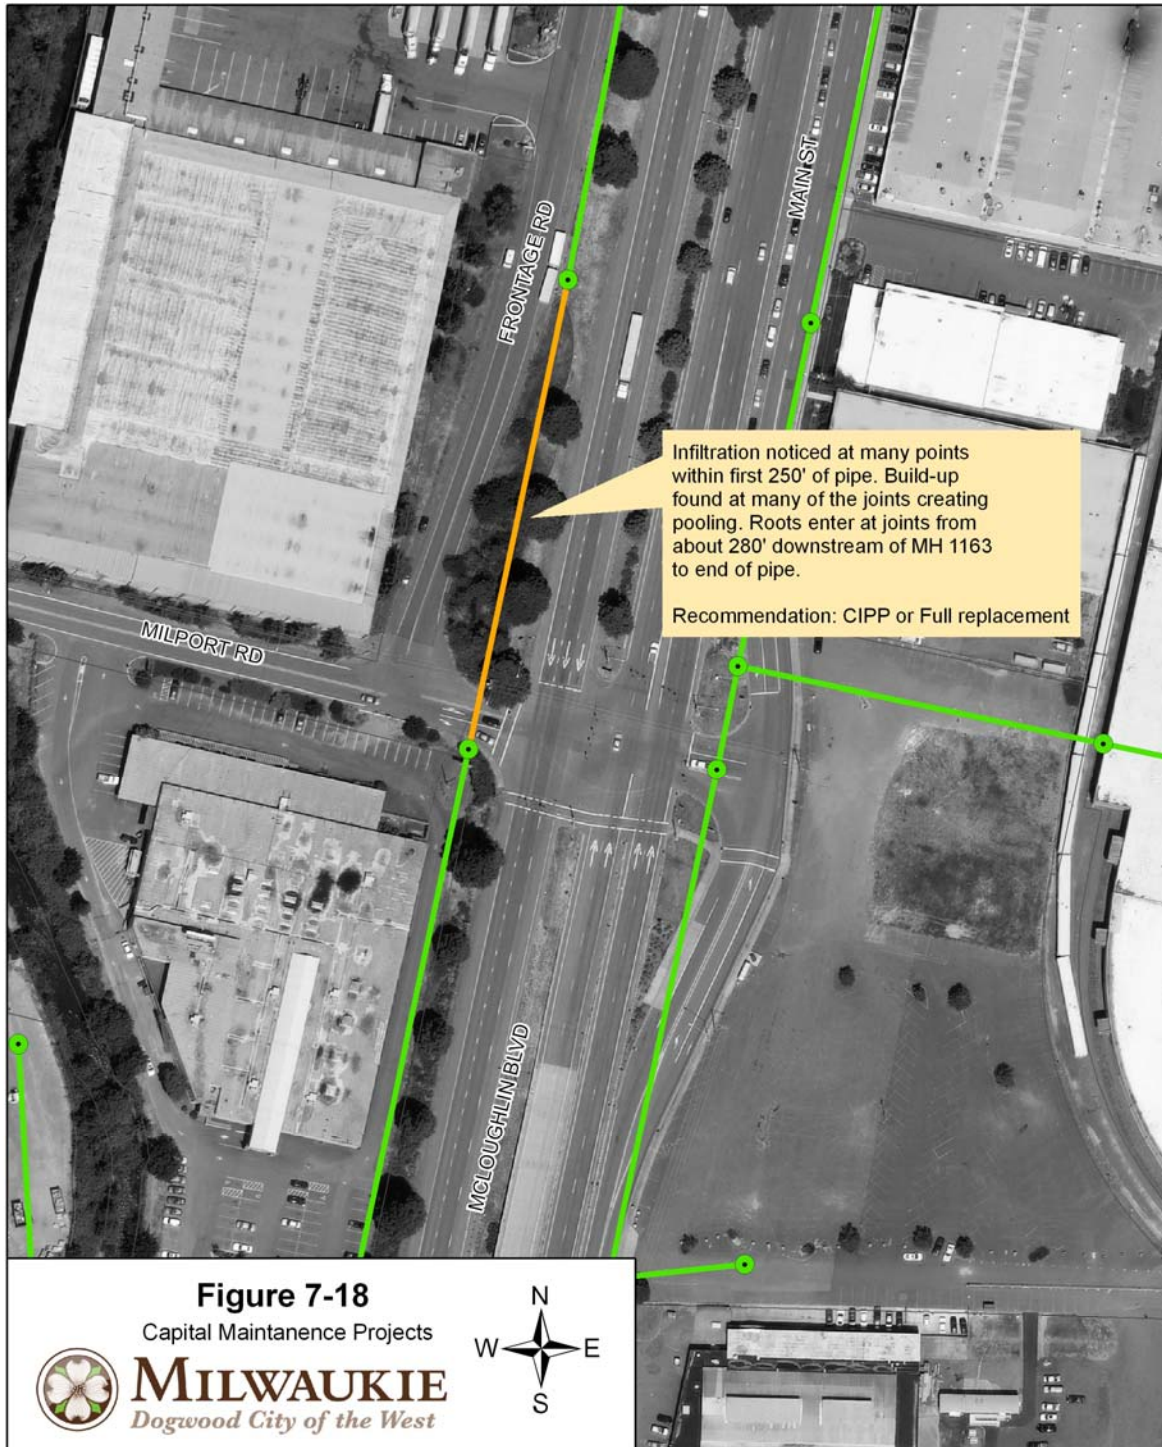 FRONTAGE RD
MAIN ST
Infiltration noticed at many points
within first 250' of pipe. Build-up
found at many of the joints creating
pooling. Roots enter at joints from
about 280' downstream of MH 1163
to end of pipe.
Recommendation: CIPP or Full replacement
MILPORT RD
MCLOUGHLIN BLVD
Figure 7-18
Capital Maintanence Projects
MILWAUKIE
Dogwood City of the West
N
W E
S